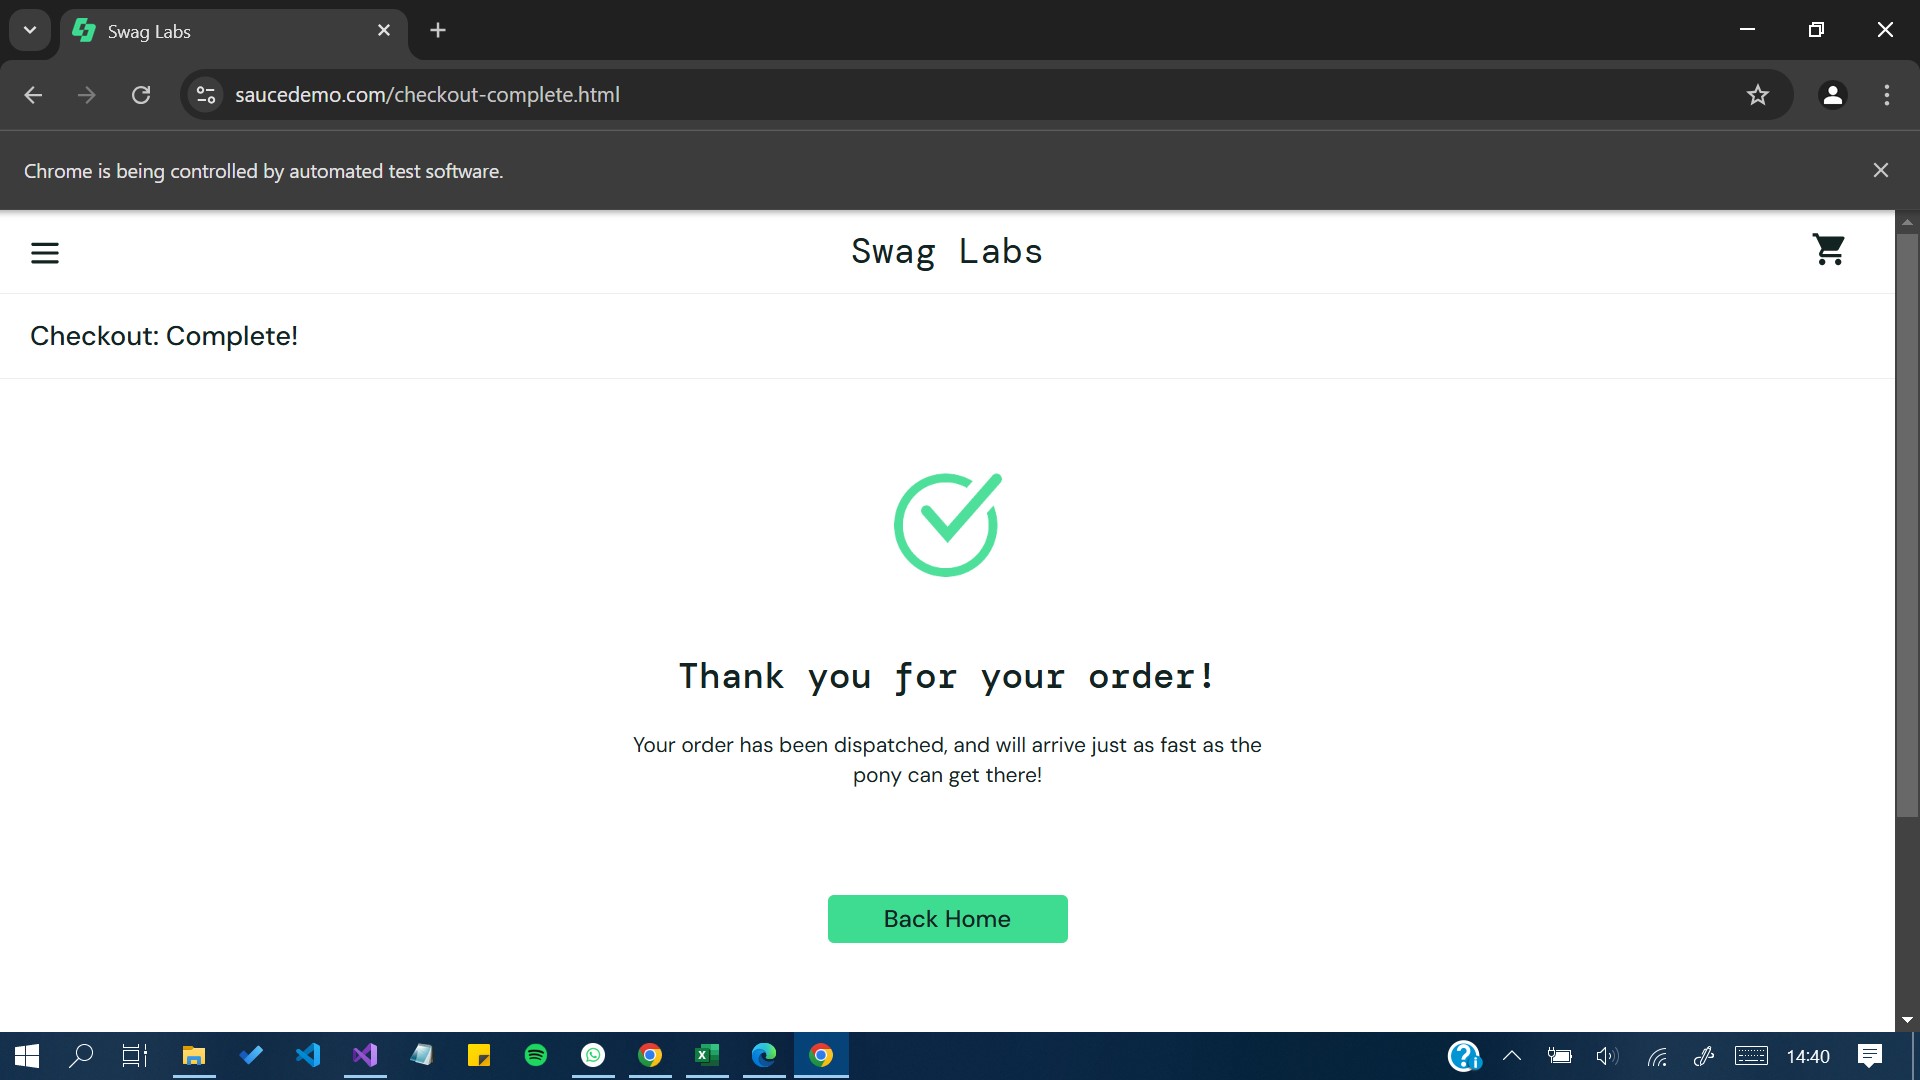 Swag Labs
saucedemo.com/checkout-complete.html
Chrome is being controlled by automated test software.
Swag Labs
Checkout: Complete!
Thank you for your order!
Your order has been dispatched, and will arrive just as fast as the
pony can get there!
Back Home
14:40